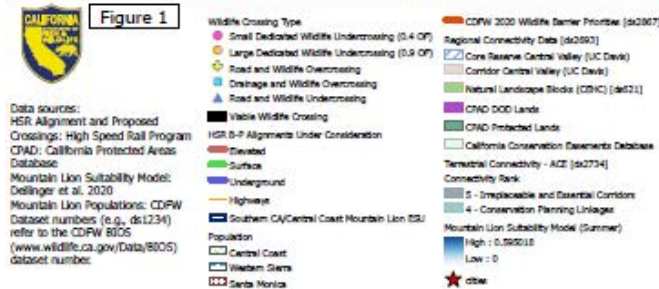 CALIFORNIA
Figure 1
Data sources:
HSR Alignment and Proposed
Crossings: High Speed Rail Program
CPAD: California Protected Areas
Database
Mountain Lion Suitability Model:
Dellinger et al. 2020
Mountain Lion Populations: CDFW
Dataset numbers (e.g., ds1234)
refer to the CDFW BIOS
(www.wildlife.ca.gov/Data/BIOS)
dataset number.
Wildlife Crossing Type
Small Dedicated Wildlife Undercrossing (0.4 OF)
Large Dedicated Wildlife Undercrossing (0.9 OF)
Road and Wildlife Overcrossing
Drainage and Wildlife Overcrossing
Road and Wildlife Undercrossing
Viable Wildlife Crossing
HSR B-P Alignments Under Consideration
Elevated
Surface
Underground
Highways
Southern CA/Central Coast Mountain Lion ESU
Population
Central Coast
Western Sierra
Santa Monica
CDFW 2020 Wildlife Barrier Priorities [ds2867]
Regional Connectivity Data [ds2693]
Core Reserve Central Valley (UC Davis)
Corridor Central Valley (UC Davis)
Natural Landscape Blocks (CEHC) [ds621]
CPAD DOD Lands
CPAD Protected Lands
California Conservation Easements Database
Terrestrial Connectivity - ACE [ds2734]
Connectivity Rank
5 - Irreplaceable and Essential Corridors
4 - Conservation Planning Linkages
Mountain Lion Suitability Model (Summer)
High : 0.595018
Low : 0
cities